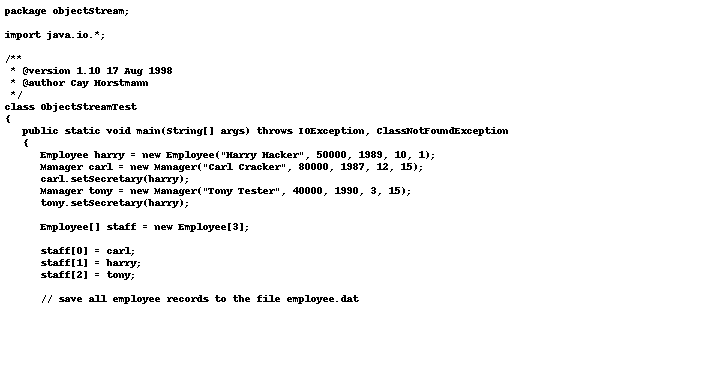 package objectStream;
import java.io.*;
/**
 * @version 1.10 17 Aug 1998
 * @author Cay Horstmann
 */
class ObjectStreamTest
{
   public static void main(String[] args) throws IOException, ClassNotFoundException
   {
      Employee harry = new Employee("Harry Hacker", 50000, 1989, 10, 1);
      Manager carl = new Manager("Carl Cracker", 80000, 1987, 12, 15);
      carl.setSecretary(harry);
      Manager tony = new Manager("Tony Tester", 40000, 1990, 3, 15);
      tony.setSecretary(harry);
      Employee[] staff = new Employee[3];
      staff[0] = carl;
      staff[1] = harry;
      staff[2] = tony;
      // save all employee records to the file employee.dat